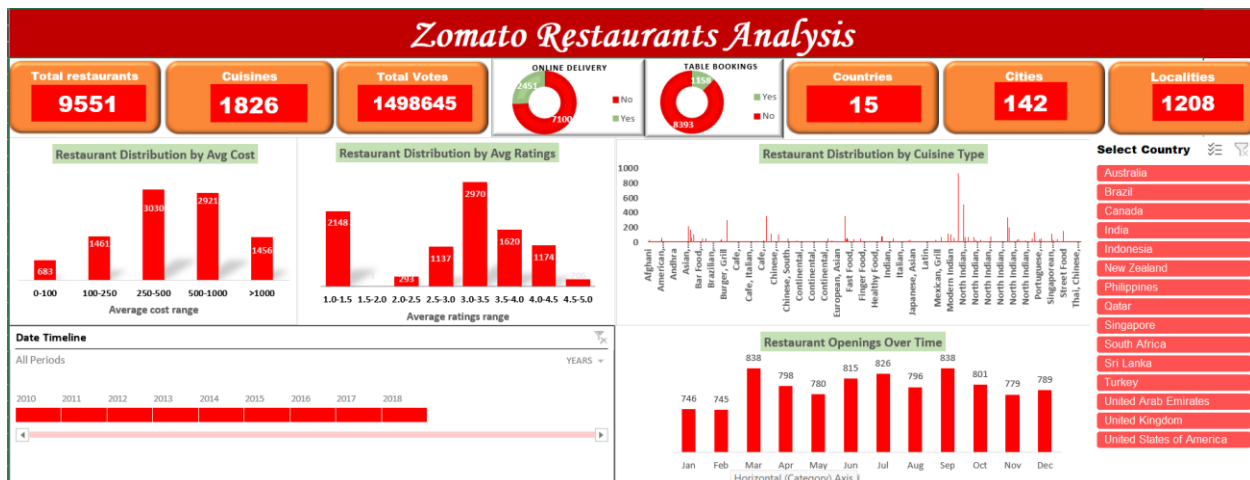 Zomato Restaurants Analysis
Total restaurants
9551
Cuisines
1826
Total Votes
1498645
ONLINE DELIVERY
2451
7100
No
Yes
TABLE BOOKINGS
1158
8393
Yes
No
Countries
15
Cities
142
Localities
1208
Restaurant Distribution by Avg Cost
683
1461
3030
2921
1456
0-100
100-250
250-500
500-1000
>1000
Average cost range
Restaurant Distribution by Avg Ratings
2148
293
1137
2970
1620
1174
1.0-1.5
1.5-2.0
2.0-2.5
2.5-3.0
3.0-3.5
3.5-4.0
4.0-4.5
4.5-5.0
Average ratings range
Restaurant Distribution by Cuisine Type
1000
800
600
400
200
0
Afghani
American,
Andhra
Asian,
Bar Food,
Brazilian,
Burger, Grill
Cafe,
Cafe, Italian,
Cafe,
Chinese,
Chinese, South
Continental,
Continental,
Continental,
European, Asian
Fast Food,
Finger Food,
Healthy Food,
Indian,
Italian,
Japanese, Asian
Latin
Mexican, Grill
Modern Indian
North Indian,
North Indian,
North Indian,
North Indian,
North Indian,
North Indian,
Portuguese,
Singaporean,
Street Food
Thai, Chinese,
Select Country
Australia
Brazil
Canada
India
Indonesia
New Zealand
Philippines
Qatar
Singapore
South Africa
Sri Lanka
Turkey
United Arab Emirates
United Kingdom
United States of America
Date Timeline
All Periods
YEARS
2010
2011
2012
2013
2014
2015
2016
2017
2018
Restaurant Openings Over Time
746
745
838
798
780
815
826
796
838
801
779
789
Jan
Feb
Mar
Apr
May
Jun
Jul
Aug
Sep
Oct
Nov
Dec
Horizontal (Category) Axis